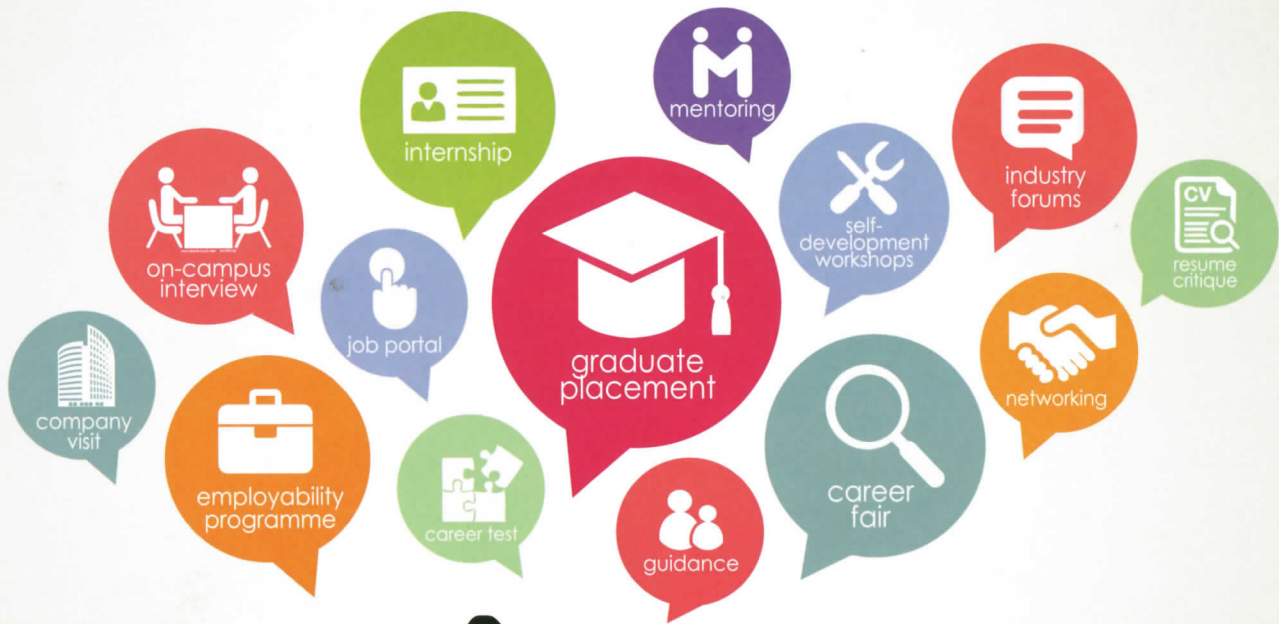 internship
mentoring
industry
forums
on-campus
interview
job portal
graduate
placement
self-
development
workshops
CV
resume
critique
company
visit
employability
programme
career test
guidance
career
fair
networking